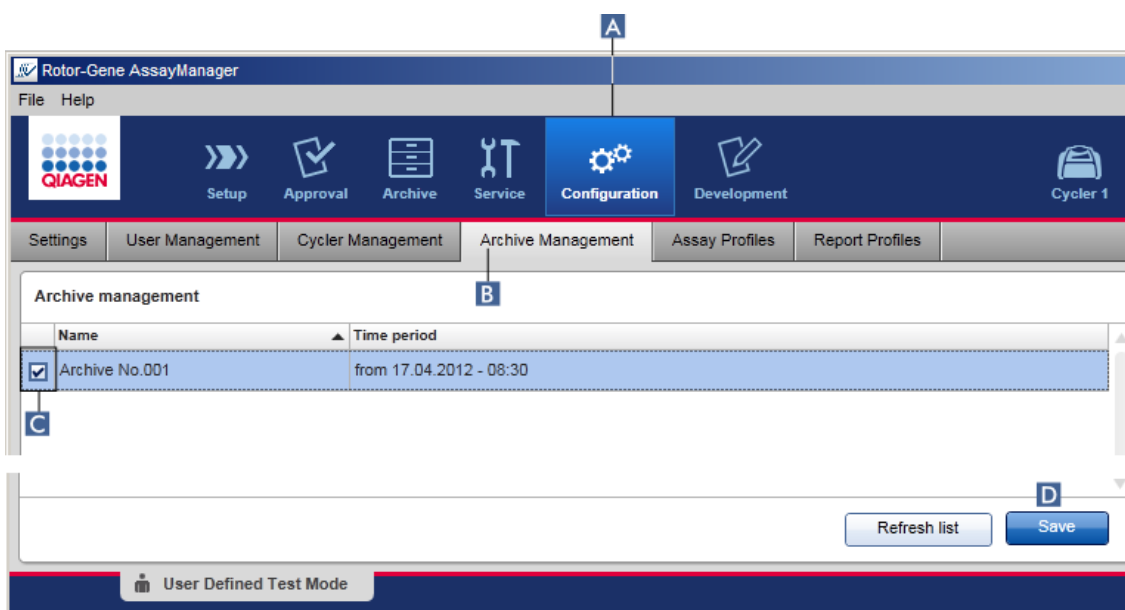 A
Rotor-Gene AssayManager
File Help
QIAGEN
Setup Approval Archive Service Configuration Development Cycler 1
Settings User Management Cycler Management Archive Management Assay Profiles Report Profiles
B
Archive management
Name Time period
Archive No.001 from 17.04.2012 - 08:30
C
D
Refresh list Save
User Defined Test Mode